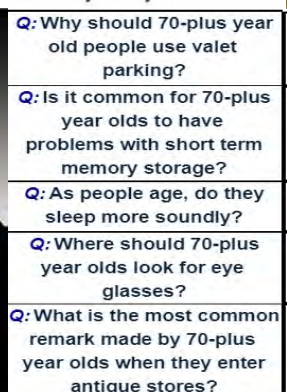 Q: Why should 70-plus year
old people use valet
parking?
Q: Is it common for 70-plus
year olds to have
problems with short term
memory storage?
Q: As people age, do they
sleep more soundly?
Q: Where should 70-plus
year olds look for eye
glasses?
Q: What is the most common
remark made by 70-plus
year olds when they enter
antique stores?